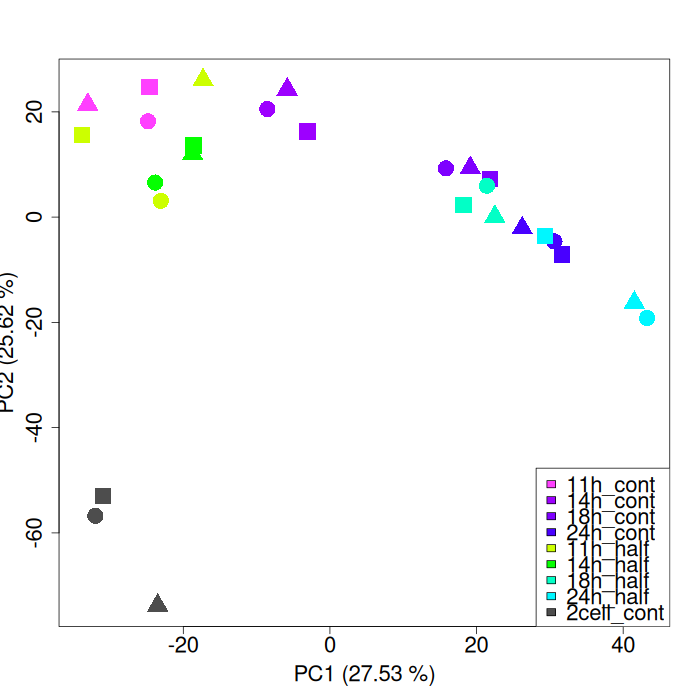 20
0
-20
-40
-60
PC2 (25.62 %)
-20
0
20
40
PC1 (27.53 %)
11h_cont
14h_cont
18h_cont
24h_cont
11h_half
14h_half
18h_half
24h_half
2cell_cont